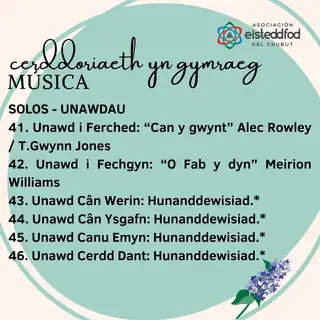 ASOCIACIÓN
eisteddfod
DEL CHUBUT
cerddoriaeth yn gymraeg
MÚSICA
SOLOS - UNAWDAU
41. Unawd i Ferched: “Can y gwynt” Alec Rowley
/ T.Gwynn Jones
42. Unawd i Fechgyn: “O Fab y dyn” Meirion
Williams
43. Unawd Cân Werin: Hunanddewisiad.*
44. Unawd Cân Ysgafn: Hunanddewisiad.*
45. Unawd Canu Emyn: Hunanddewisiad.*
46. Unawd Cerdd Dant: Hunanddewisiad.*